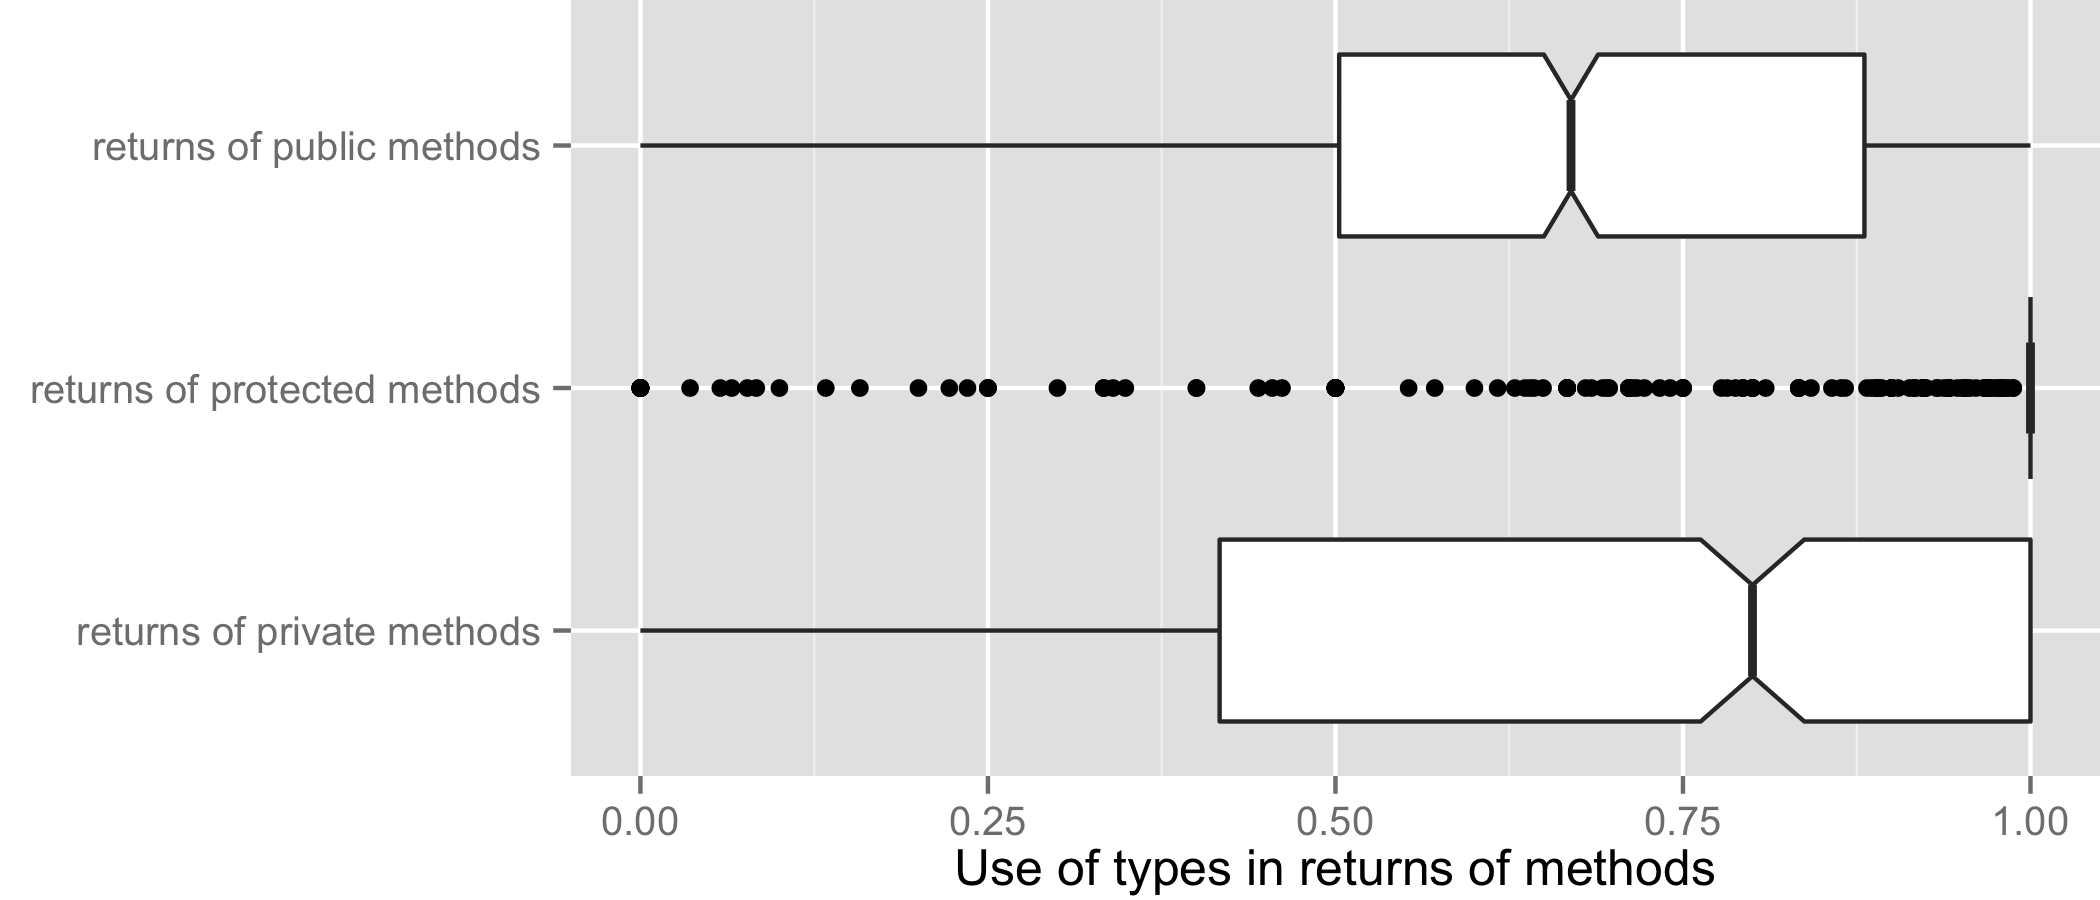 returns of public methods
returns of protected methods
returns of private methods
0.00 0.25 0.50 0.75 1.00
Use of types in returns of methods